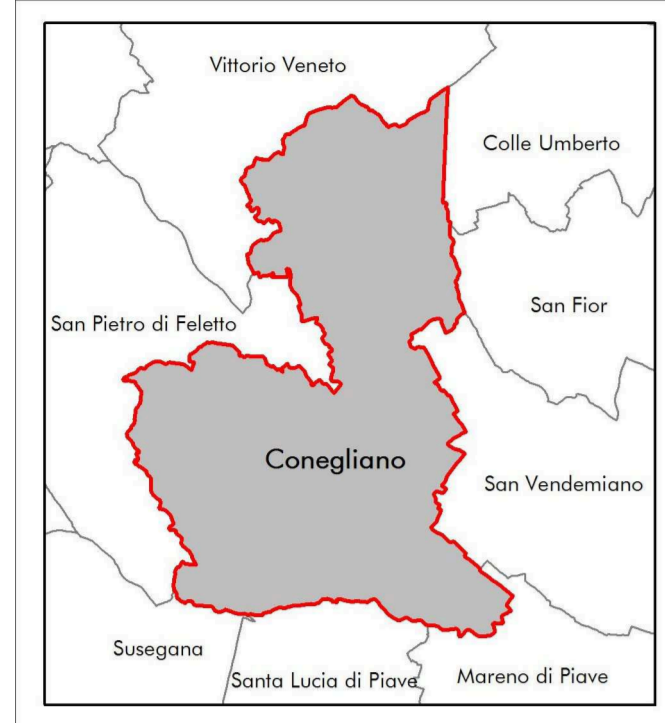 Vittorio Veneto
Colle Umberto
San Fior
San Pietro di Feletto
Conegliano
San Vendemiano
Susegana
Santa Lucia di Piave
Mareno di Piave